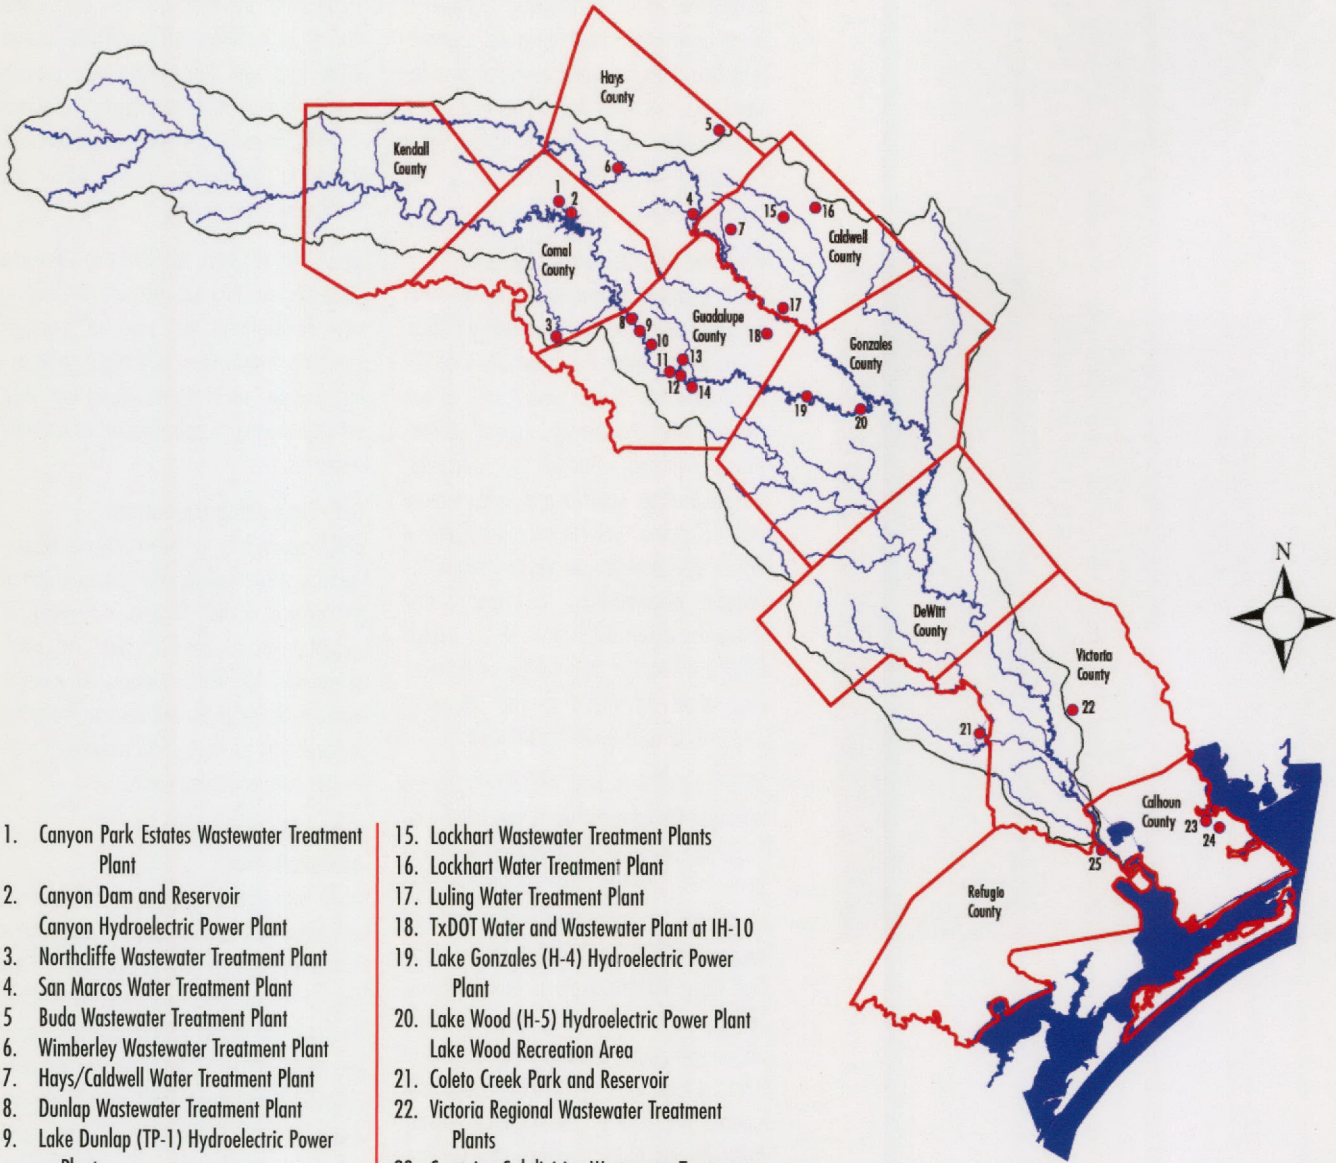 Hays
County
5
Kendall
County
6
1
2
4
7
15
16
Caldwell
County
Comal
County
3
8
9
Guadalupe
County
17
18
10
Gonzales
County
11
13
12
14
19
20
N
DeWitt
County
Victoria
County
22
21
Calhoun
County
23
24
25
Refugio
County
1. Canyon Park Estates Wastewater Treatment
Plant
2. Canyon Dam and Reservoir
Canyon Hydroelectric Power Plant
3. Northcliffe Wastewater Treatment Plant
4. San Marcos Water Treatment Plant
5 Buda Wastewater Treatment Plant
6. Wimberley Wastewater Treatment Plant
7. Hays/Caldwell Water Treatment Plant
8. Dunlap Wastewater Treatment Plant
9. Lake Dunlap (TP-1) Hydroelectric Power
15. Lockhart Wastewater Treatment Plants
16. Lockhart Water Treatment Plant
17. Luling Water Treatment Plant
18. TxDOT Water and Wastewater Plant at IH-10
19. Lake Gonzales (H-4) Hydroelectric Power
Plant
20. Lake Wood (H-5) Hydroelectric Power Plant
Lake Wood Recreation Area
21. Coleto Creek Park and Reservoir
22. Victoria Regional Wastewater Treatment
Plants